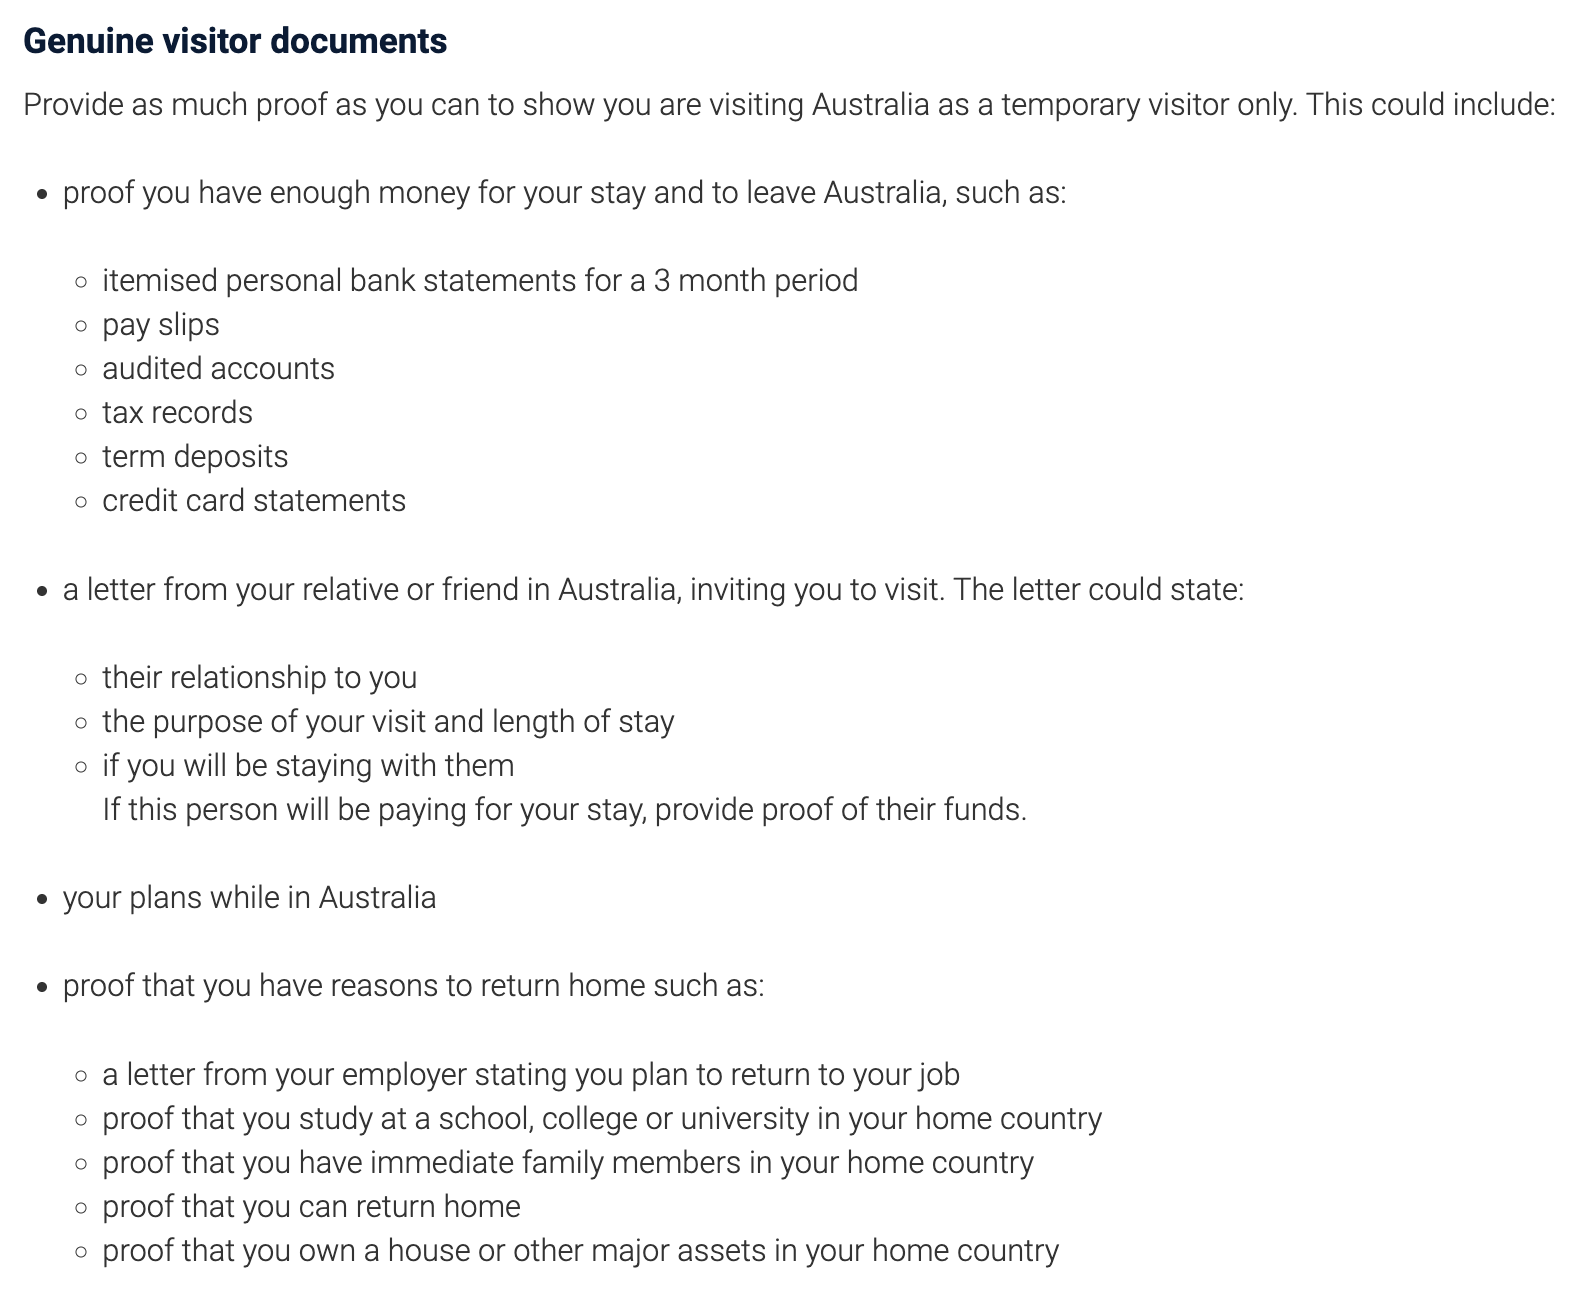 Genuine visitor documents
Provide as much proof as you can to show you are visiting Australia as a temporary visitor only. This could include:
• proof you have enough money for your stay and to leave Australia, such as:
○ itemised personal bank statements for a 3 month period
○ pay slips
○ audited accounts
○ tax records
○ term deposits
○ credit card statements
• a letter from your relative or friend in Australia, inviting you to visit. The letter could state:
○ their relationship to you
○ the purpose of your visit and length of stay
○ if you will be staying with them
If this person will be paying for your stay, provide proof of their funds.
• your plans while in Australia
• proof that you have reasons to return home such as:
○ a letter from your employer stating you plan to return to your job
○ proof that you study at a school, college or university in your home country
○ proof that you have immediate family members in your home country
○ proof that you can return home
○ proof that you own a house or other major assets in your home country